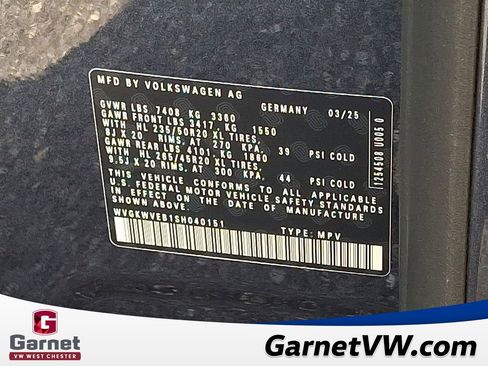 MFD BY VOLKSWAGEN AG
GERMANY 03/25
GVWR LBS 7408 KG 3360
GAWR FRONT LBS 3417 KG 1550
WITH HL 235/50R20 XL TIRES,
8J X 20 RIMS, AT 270 KPA, 39 PSI COLD
GAWR REAR LBS 4101 KG 1860
WITH HL 265/45R20 XL TIRES,
9.5J X 20 RIMS, AT 300 KPA, 44 PSI COLD
THIS VEHICLE CONFORMS TO ALL APPLICABLE
U.S. FEDERAL MOTOR VEHICLE SAFETY STANDARDS
IN EFFECT ON THE DATE OF MANUFACTURE
SHOWN ABOVE.
WVGKWVEB1SH040151
TYPE: MPV
1254508 U005 0
Garnet
VW WEST CHESTER
GarnetVW.com